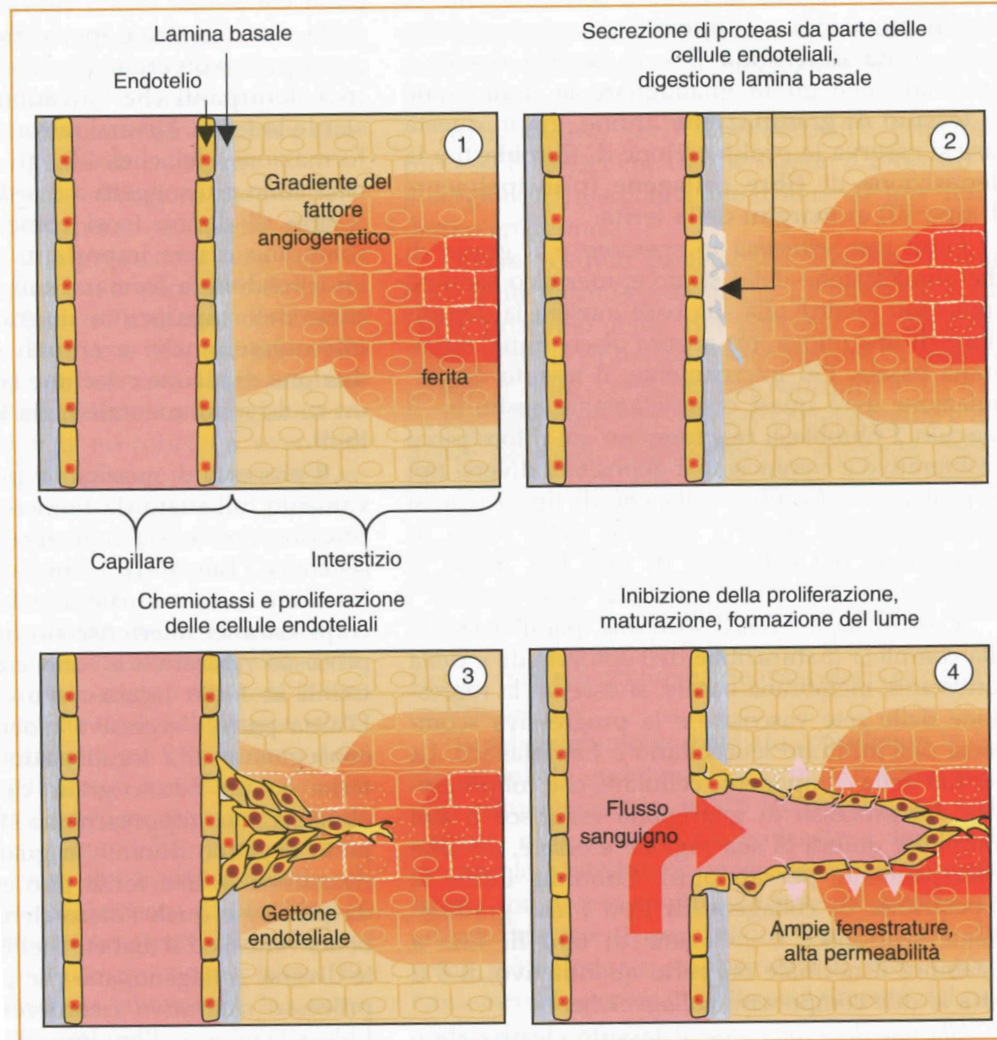 Lamina basale
Endotelio
1
Gradiente del
fattore
angiogenetico
ferita
Capillare
Interstizio
Secrezione di proteasi da parte delle
cellule endoteliali,
digestione lamina basale
2
Chemiotassi e proliferazione
delle cellule endoteliali
3
Gettone
endoteliale
Inibizione della proliferazione,
maturazione, formazione del lume
4
Flusso
sanguigno
Ampie fenestrature,
alta permeabilità